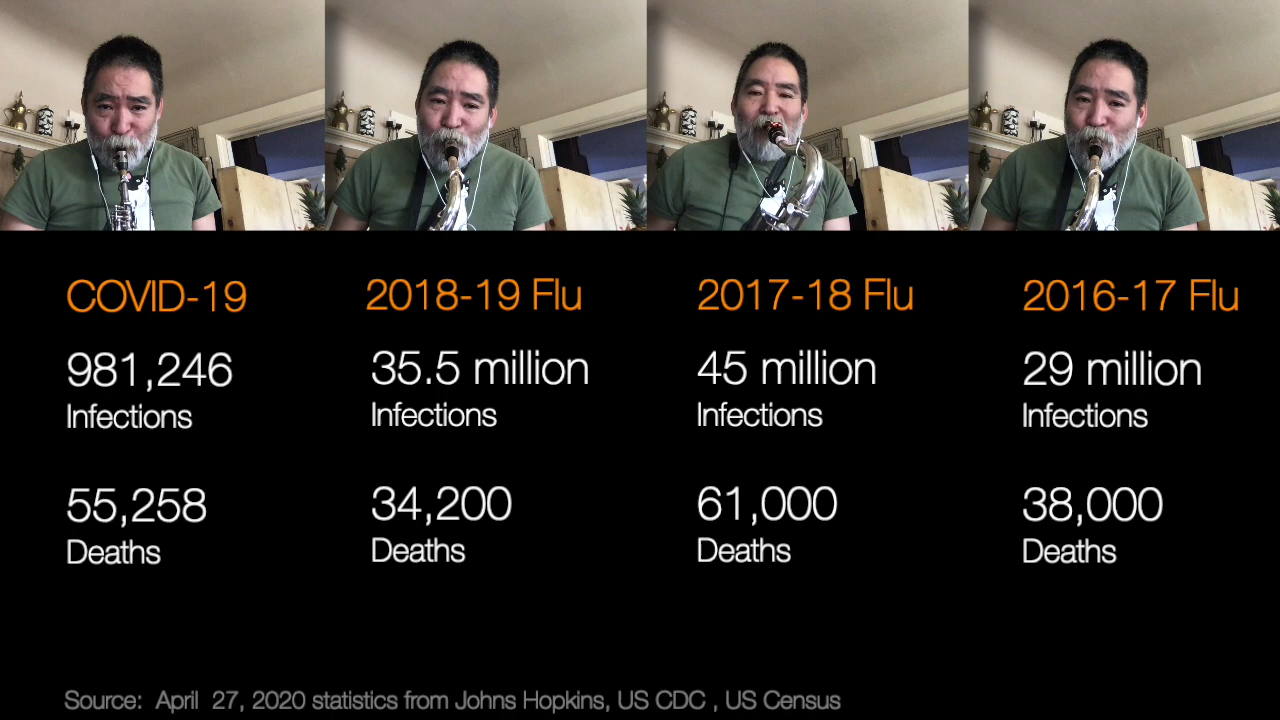 COVID-19
981,246
Infections
55,258
Deaths
2018-19 Flu
35.5 million
Infections
34,200
Deaths
2017-18 Flu
45 million
Infections
61,000
Deaths
2016-17 Flu
29 million
Infections
38,000
Deaths
Source: April 27, 2020 statistics from Johns Hopkins, US CDC , US Census